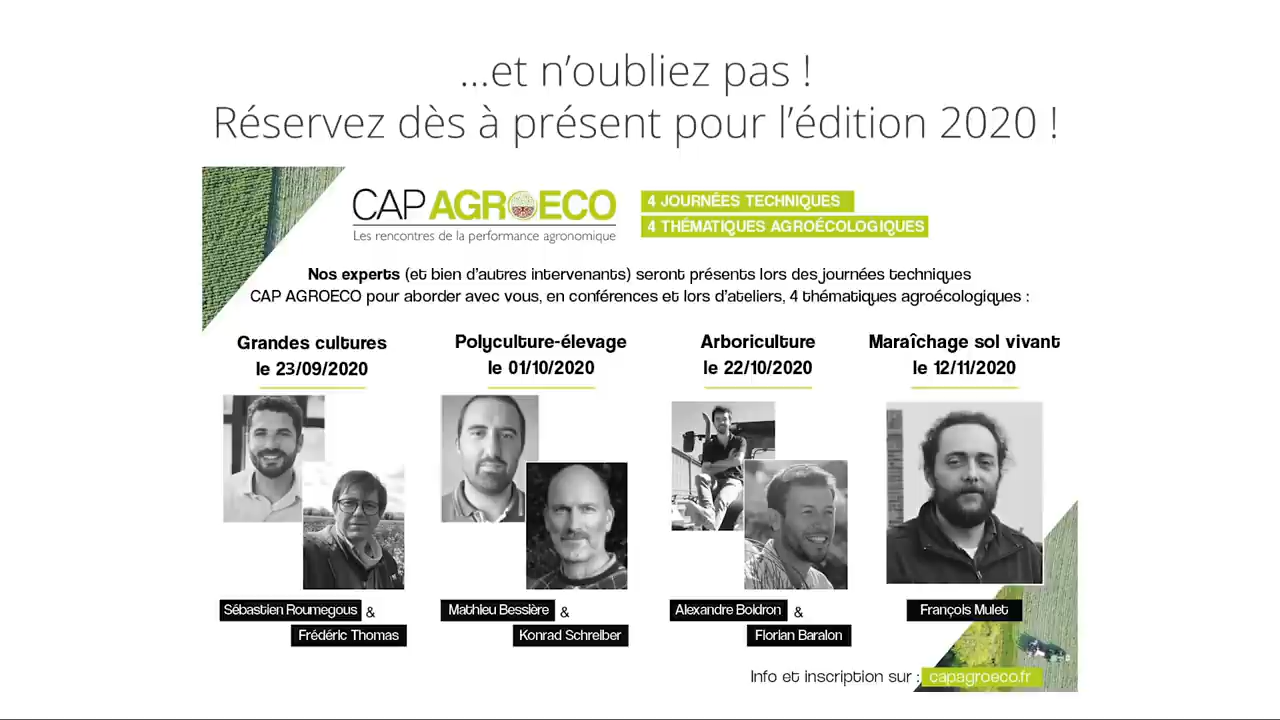 ...et n'oubliez pas !
Réservez dès à présent pour l'édition 2020 !
CAP AGROECO
Les rencontres de la performance agronomique
4 JOURNÉES TECHNIQUES
4 THÉMATIQUES AGROÉCOLOGIQUES
Nos experts (et bien d'autres intervenants) seront présents lors des journées techniques
CAP AGROECO pour aborder avec vous, en conférences et lors d'ateliers, 4 thématiques agroécologiques :
Grandes cultures
le 23/09/2020
Sébastien Roumegous &
Frédéric Thomas
Polyculture-élevage
le 01/10/2020
Mathieu Bessière &
Konrad Schreiber
Arboriculture
le 22/10/2020
Alexandre Boidron &
Florian Baralon
Maraîchage sol vivant
le 12/11/2020
François Mulet
Info et inscription sur : capagroeco.fr